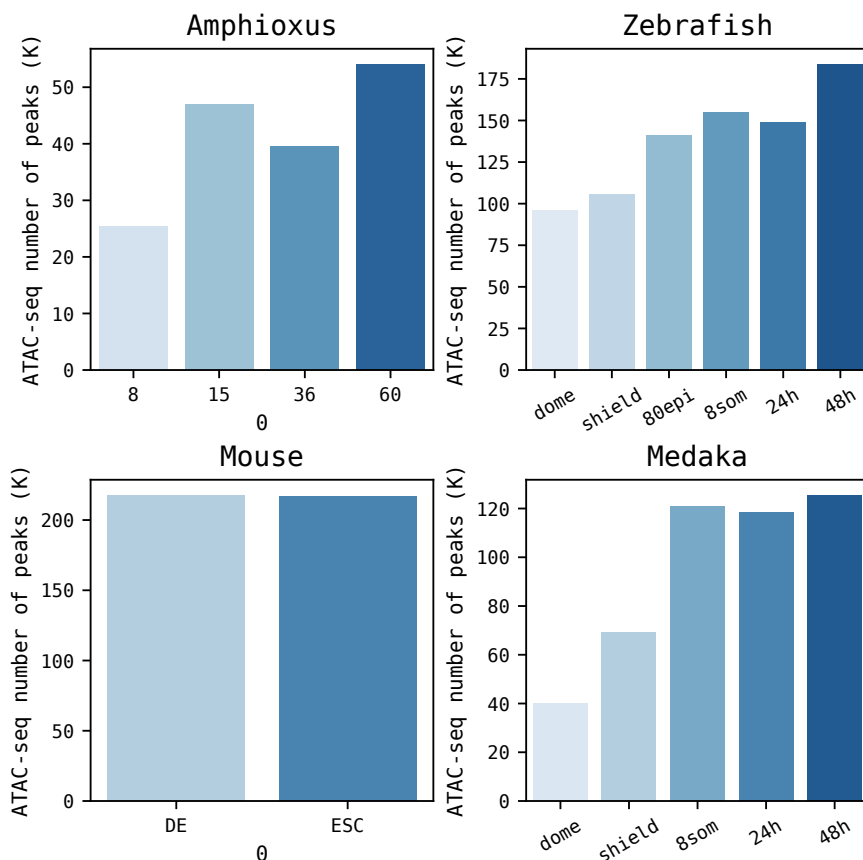 Amphioxus
ATAC-seq number of peaks (K)
50
40
30
20
10
0
8 15 36 60
0
Zebrafish
ATAC-seq number of peaks (K)
175
150
125
100
75
50
25
0
dome shield 80epi 8som 24h 48h
Mouse
ATAC-seq number of peaks (K)
200
150
100
50
0
DE ESC
0
Medaka
ATAC-seq number of peaks (K)
120
100
80
60
40
20
0
dome shield 8som 24h 48h